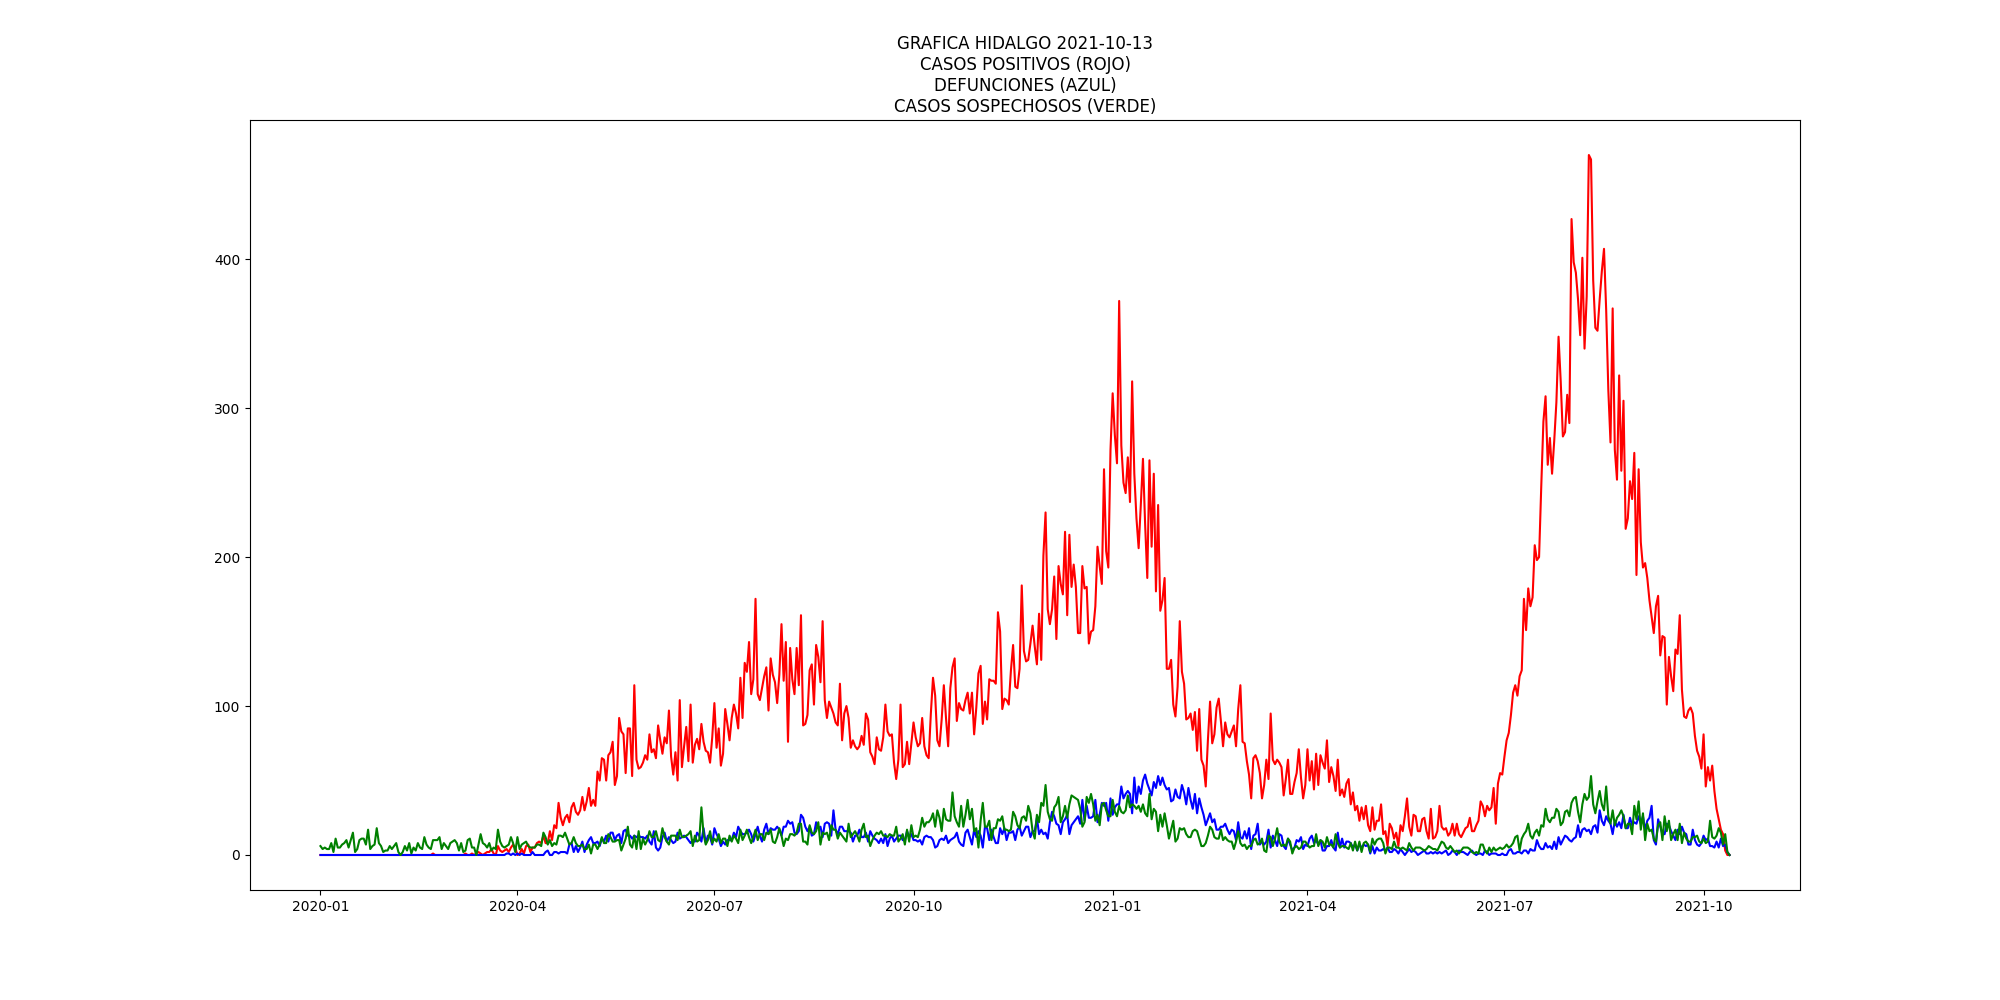 GRAFICA HIDALGO 2021-10-13
CASOS POSITIVOS (ROJO)
DEFUNCIONES (AZUL)
CASOS SOSPECHOSOS (VERDE)
400
300
200
100
0
2020-01 2020-04 2020-07 2020-10 2021-01 2021-04 2021-07 2021-10